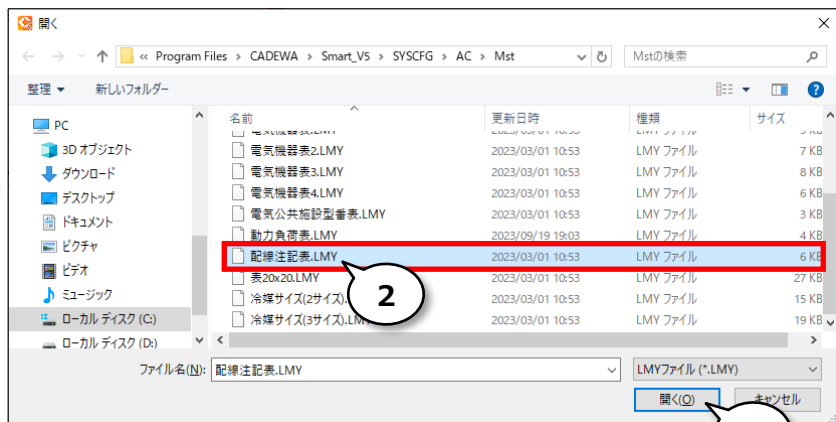 開く
« Program Files > CADEWA > Smart_V5 > SYSCFG > AC > Mst
Mstの検索
整理 新しいフォルダー
PC
3D オブジェクト
ダウンロード
デスクトップ
ドキュメント
ピクチャ
ビデオ
ミュージック
ローカル ディスク (C:)
ローカル ディスク (D:)
名前 更新日時 種類 サイズ
電気機器表2.LMY 2023/03/01 10:53 LMY ファイル 7 KB
電気機器表3.LMY 2023/03/01 10:53 LMY ファイル 8 KB
電気機器表4.LMY 2023/03/01 10:53 LMY ファイル 6 KB
電気公共施設型番表.LMY 2023/03/01 10:53 LMY ファイル 3 KB
動力負荷表.LMY 2023/09/19 19:03 LMY ファイル 4 KB
配線注記表.LMY 2023/03/01 10:53 LMY ファイル 6 KB
表20x20.LMY 2023/03/01 10:53 LMY ファイル 27 KB
冷媒サイズ(2サイズ). 2023/03/01 10:53 LMY ファイル 15 KB
冷媒サイズ(3サイズ).LMY 2023/03/01 10:53 LMY ファイル 19 KB
2
ファイル名(N): 配線注記表.LMY LMYファイル (*.LMY)
開く(O) キャンセル